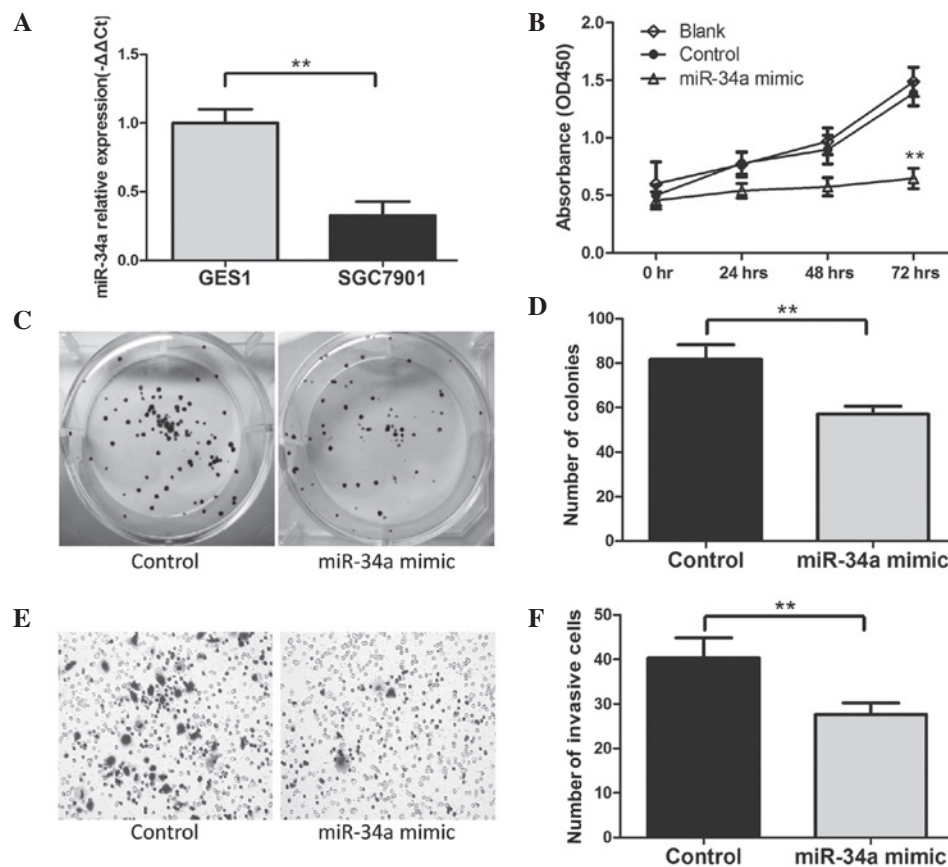 A
miR-34a relative expression(-ΔΔCt)
1.5
1.0
0.5
0.0
**
GES1
SGC7901
B
Absorbance (OD450)
2.0
1.5
1.0
0.5
0.0
Blank
Control
miR-34a mimic
**
0 hr
24 hrs
48 hrs
72 hrs
C
Control
miR-34a mimic
D
Number of colonies
100
80
60
40
20
0
**
Control
miR-34a mimic
E
Control
miR-34a mimic
F
Number of invasive cells
50
40
30
20
10
0
**
Control
miR-34a mimic